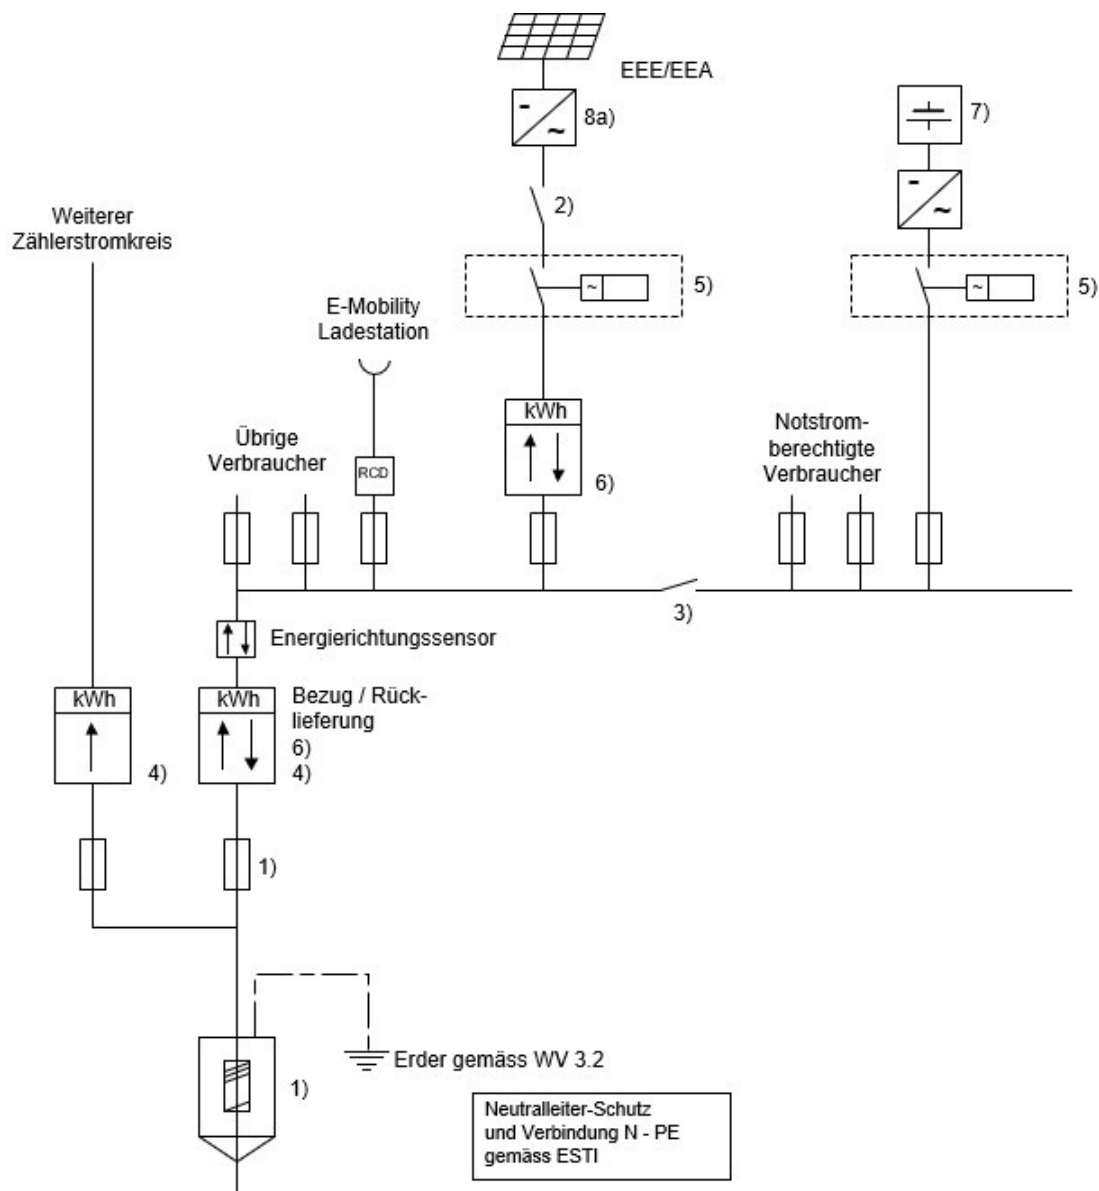 EEE/EEA
8a)
7)
2)
Weiterer
Zählerstromkreis
5)
5)
E-Mobility
Ladestation
kWh
Übrige
Verbraucher
Notstrom-
berechtigte
Verbraucher
RCD
6)
3)
Energierichtungssensor
kWh
kWh
Bezug / Rück-
lieferung
6)
4)
4)
1)
Erder gemäss WV 3.2
1)
Neutralleiter-Schutz
und Verbindung N - PE
gemäss ESTI